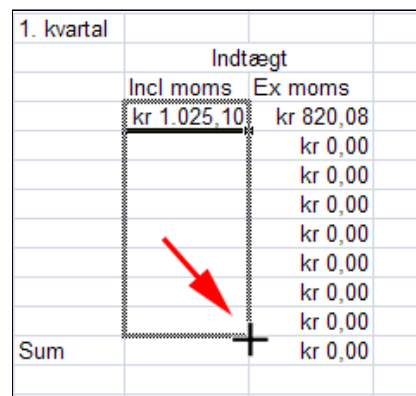 1. kvartal
Indtægt
Incl moms Ex moms
kr 1.025,10 kr 820,08
kr 0,00
kr 0,00
kr 0,00
kr 0,00
kr 0,00
kr 0,00
kr 0,00
Sum kr 0,00